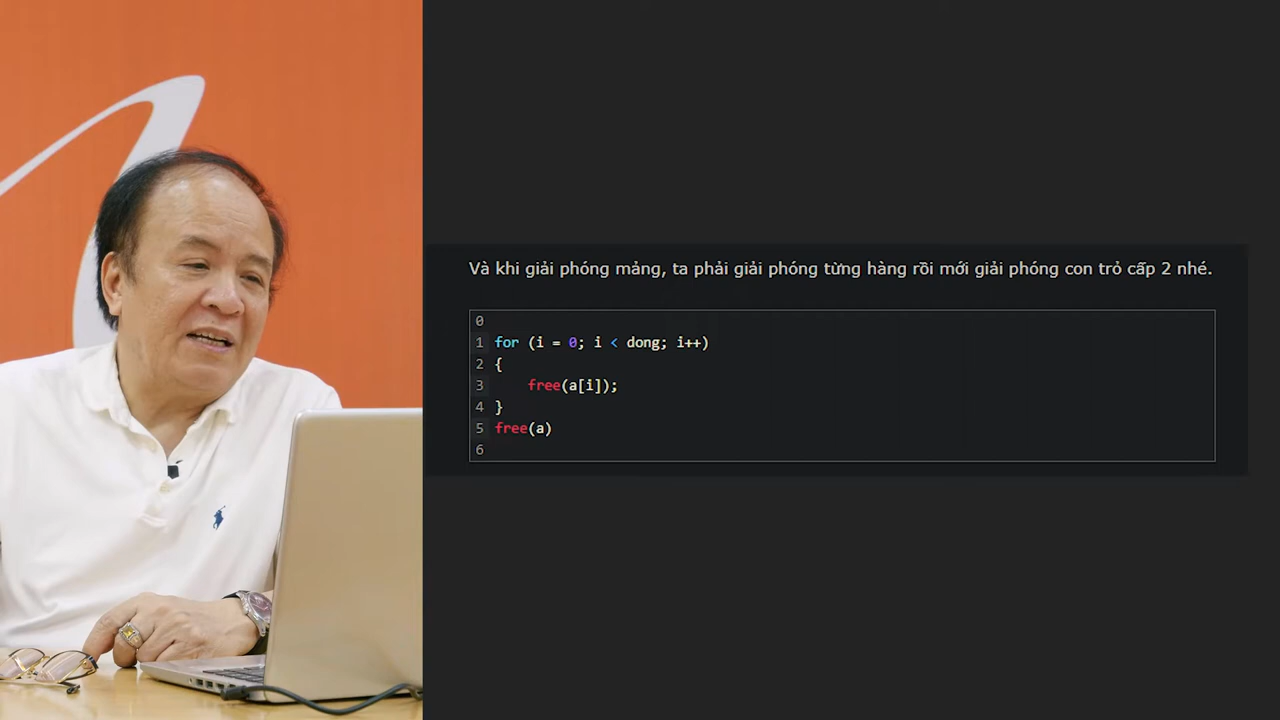 Và khi giải phóng mảng, ta phải giải phóng từng hàng rồi mới giải phóng con trỏ cấp 2 nhé.
0
1 for (i = 0; i < dong; i++)
2 {
3     free(a[i]);
4 }
5 free(a)
6